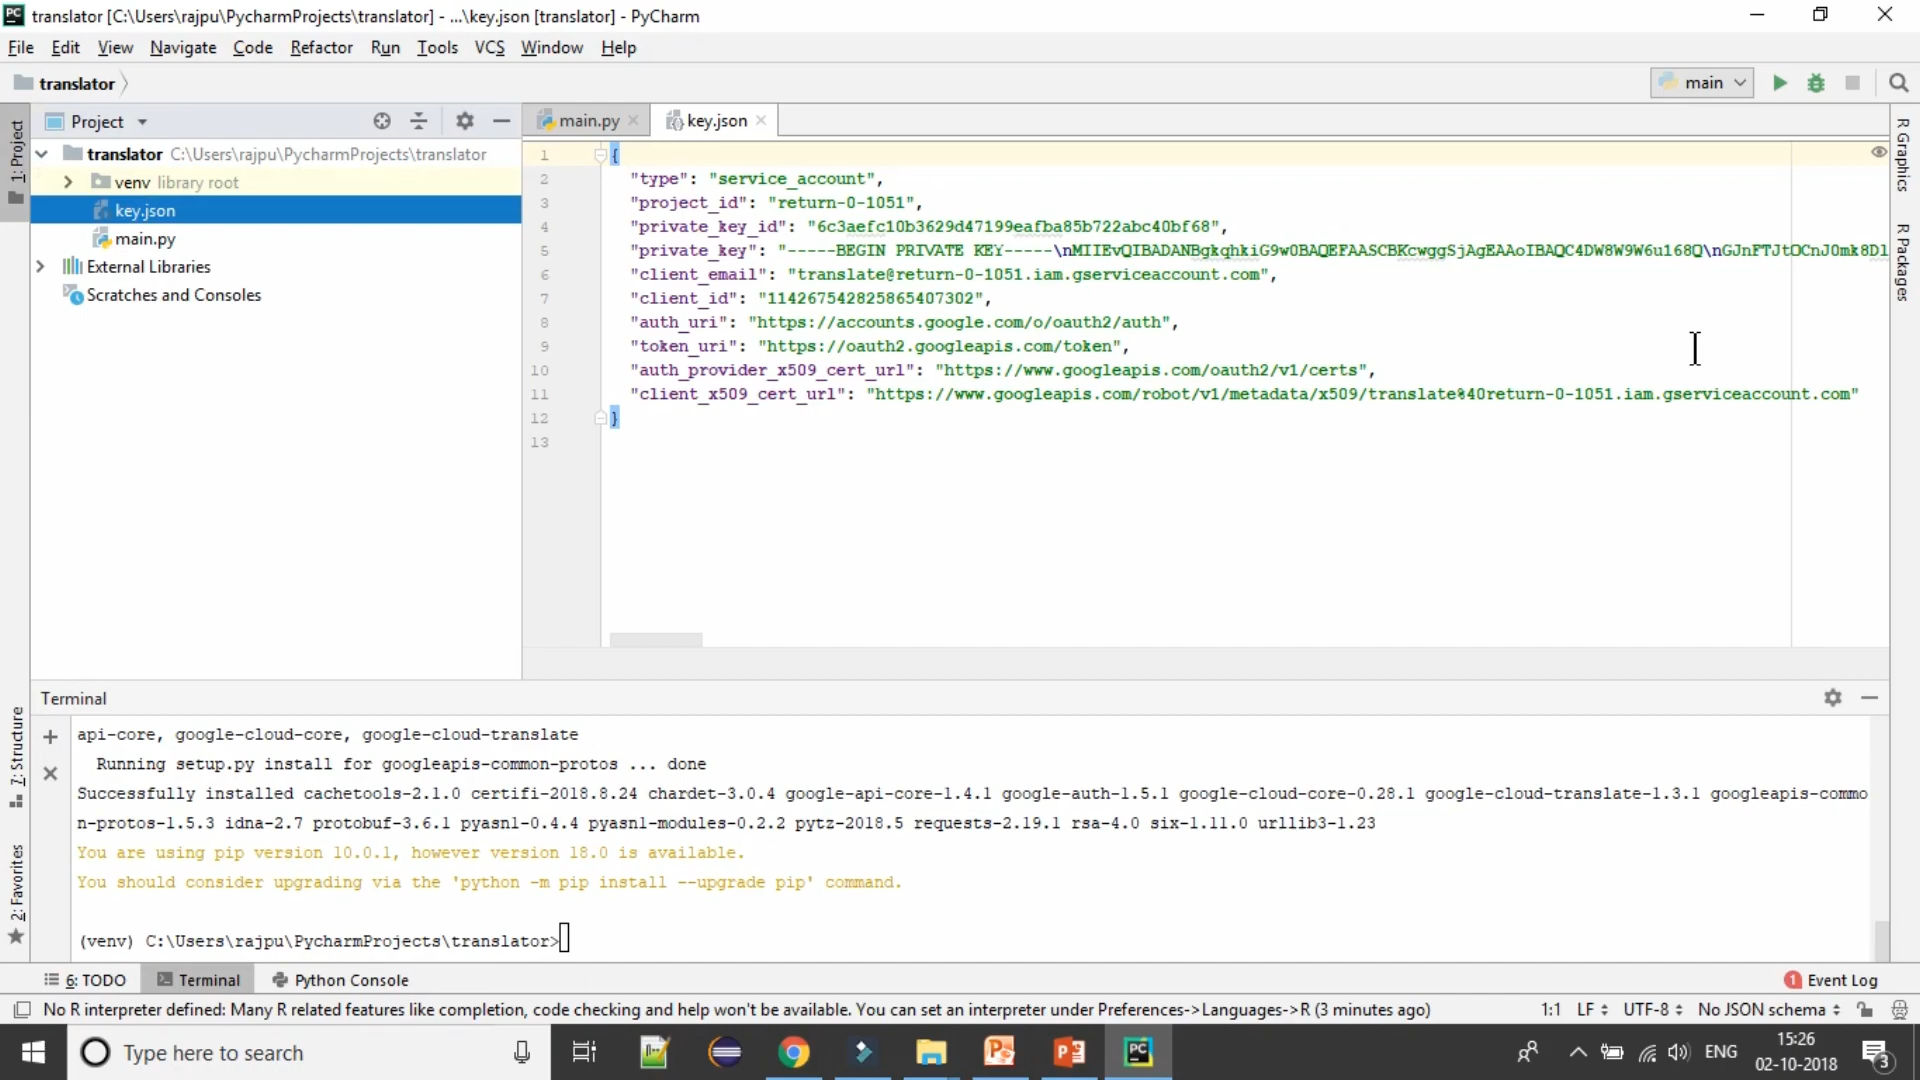 translator [C:\Users\rajpu\PycharmProjects\translator] - ...\key.json [translator] - PyCharm
File Edit View Navigate Code Refactor Run Tools VCS Window Help
translator
main
1: Project
Project
translator C:\Users\rajpu\PycharmProjects\translator
venv library root
key.json
main.py
External Libraries
Scratches and Consoles
main.py
key.json
1 {
2 "type": "service_account",
3 "project_id": "return-0-1051",
4 "private_key_id": "6c3aefc10b3629d47199eafba85b722abc40bf68",
5 "private_key": "-----BEGIN PRIVATE KEY-----\nMIIEvQIBADANBgkqhkiG9w0BAQEFAASCBKcwggSjAgEAAoIBAQC4DW8W9W6u168Q\nGJnFTJtOCnJ0mk8D
6 "client_email": "translate@return-0-1051.iam.gserviceaccount.com",
7 "client_id": "114267542825865407302",
8 "auth_uri": "https://accounts.google.com/o/oauth2/auth",
9 "token_uri": "https://oauth2.googleapis.com/token",
10 "auth_provider_x509_cert_url": "https://www.googleapis.com/oauth2/v1/certs",
11 "client_x509_cert_url": "https://www.googleapis.com/robot/v1/metadata/x509/translate%40return-0-1051.iam.gserviceaccount.com"
12 }
13
R Graphics
R Packages
7: Structure
2: Favorites
Terminal
api-core, google-cloud-core, google-cloud-translate
Running setup.py install for googleapis-common-protos ... done
Successfully installed cachetools-2.1.0 certifi-2018.8.24 chardet-3.0.4 google-api-core-1.4.1 google-auth-1.5.1 google-cloud-core-0.28.1 google-cloud-translate-1.3.1 googleapis-commo
n-protos-1.5.3 idna-2.7 protobuf-3.6.1 pyasn1-0.4.4 pyasn1-modules-0.2.2 pytz-2018.5 requests-2.19.1 rsa-4.0 six-1.11.0 urllib3-1.23
You are using pip version 10.0.1, however version 18.0 is available.
You should consider upgrading via the 'python -m pip install --upgrade pip' command.
(venv) C:\Users\rajpu\PycharmProjects\translator>
6: TODO Terminal Python Console
1 Event Log
No R interpreter defined: Many R related features like completion, code checking and help won't be available. You can set an interpreter under Preferences->Languages->R (3 minutes ago)
1:1 LF UTF-8 No JSON schema
Type here to search
ENG
15:26
02-10-2018
3